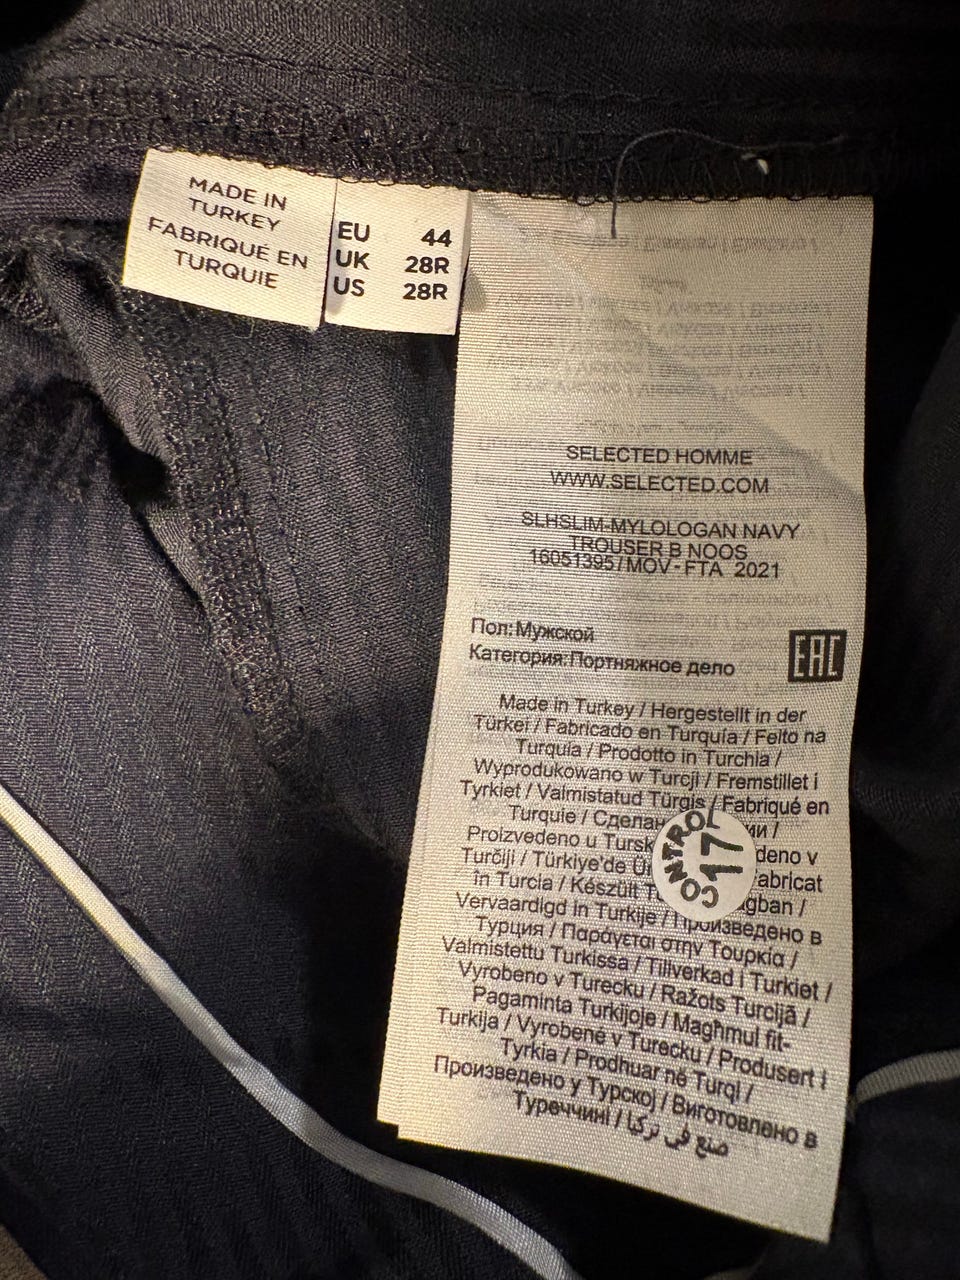 MADE IN
TURKEY
FABRIQUÉ EN
TURQUIE
EU 44
UK 28R
US 28R
SELECTED HOMME
WWW.SELECTED.COM
SLHSLIM-MYLOLOGAN NAVY
TROUSER B NOOS
16051395/MOV-FTA 2021
Пол:Мужской
Категория:Портняжное дело
EAC
Made in Turkey / Hergestellt in der
Türkei / Fabricado en Turquía / Feito na
Turquia / Prodotto in Turchia /
Wyprodukowano w Turcji / Fremstillet i
Tyrkiet / Valmistatud Türgis / Fabriqué en
Turquie /
Proizvedeno u
Turčiji / Türkiye'de
în Turcia / Készült
Vervaardigd in Turkije / Произведено в
Турция / Παράγεται στην Τουρκία /
Valmistettu Turkissa / Tillverkad i Turkiet /
Vyrobeno v Turecku / Ražots Turcijā /
Pagaminta Turkijoje / Magħmul fit-
Turkija / Vyrobené v Turecku / Produsert i
Tyrkia / Prodhuar në Turqi /
Произведено у Турској / Виготовлено в
Туреччині / صنع في تركيا
CONTROL
17